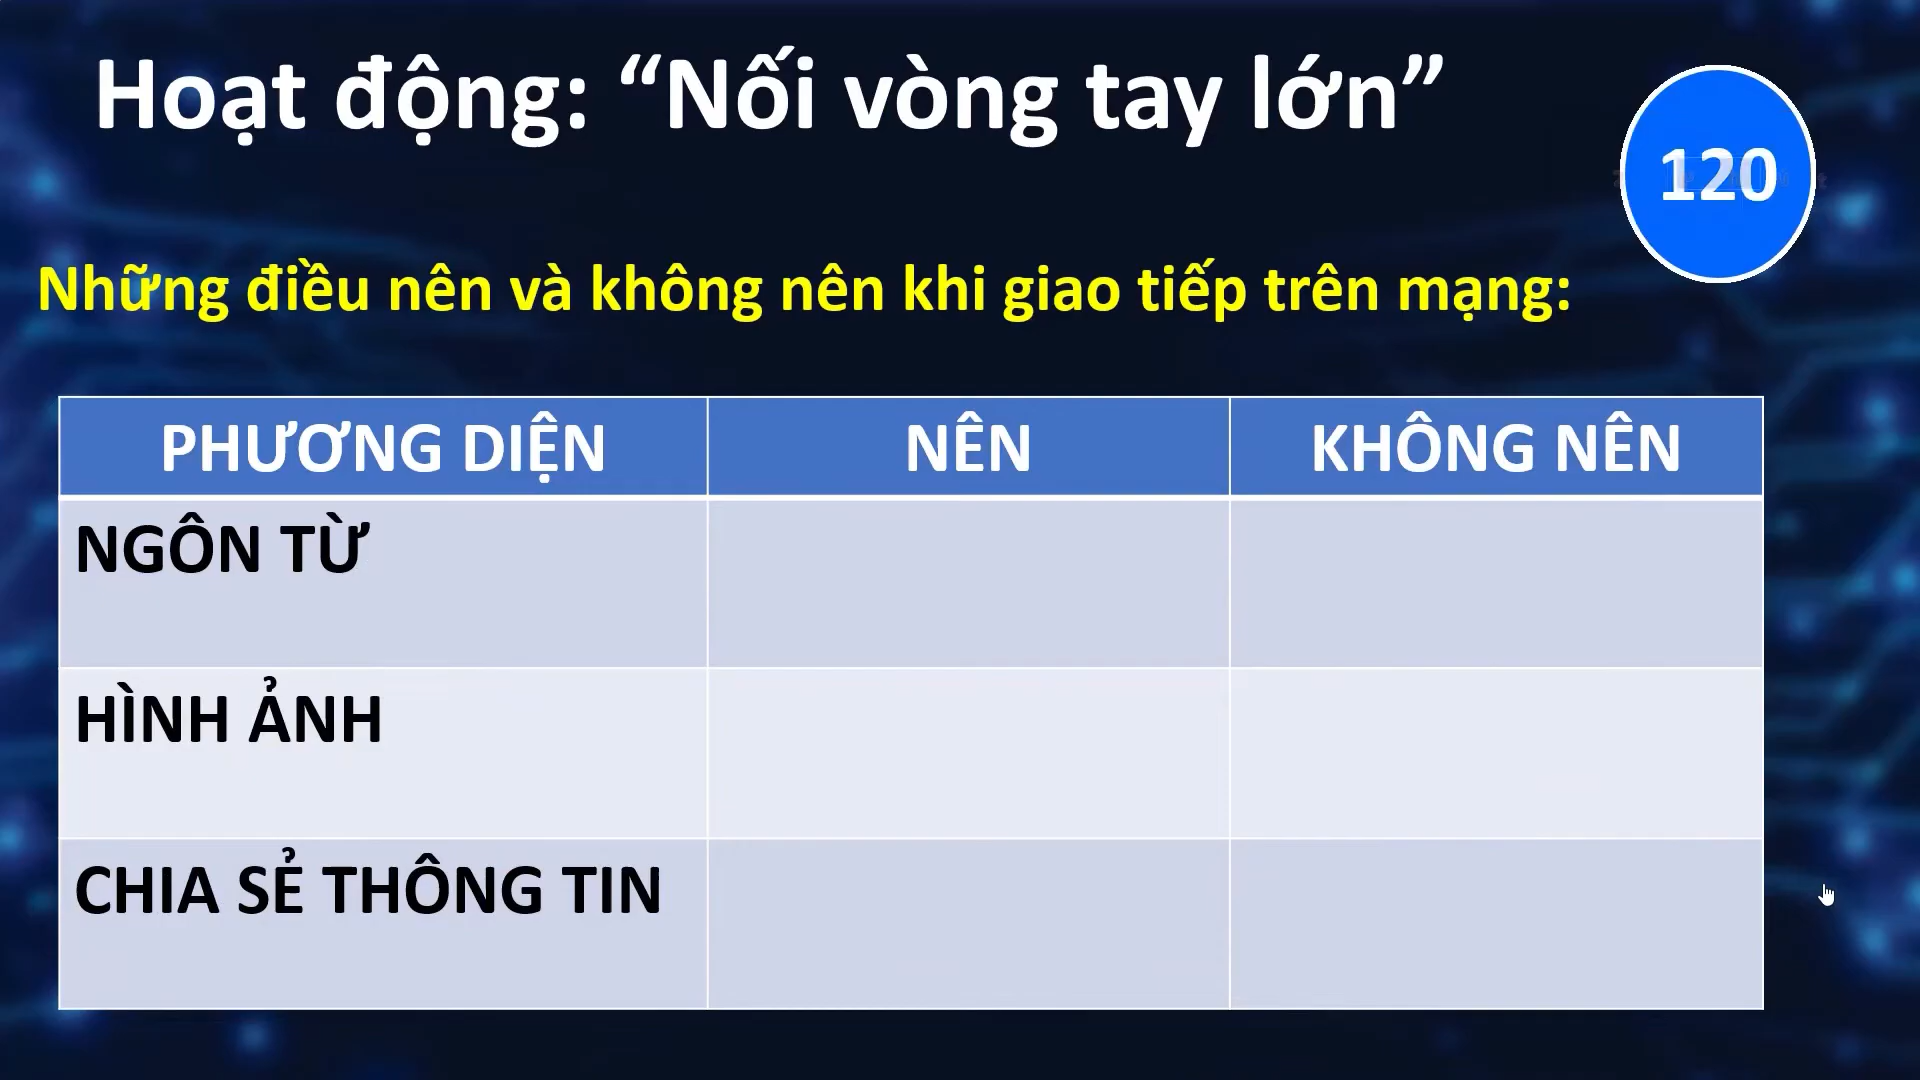 Hoạt động: “Nối vòng tay lớn”
120
Những điều nên và không nên khi giao tiếp trên mạng:
PHƯƠNG DIỆN NÊN KHÔNG NÊN
NGÔN TỪ
HÌNH ẢNH
CHIA SẺ THÔNG TIN